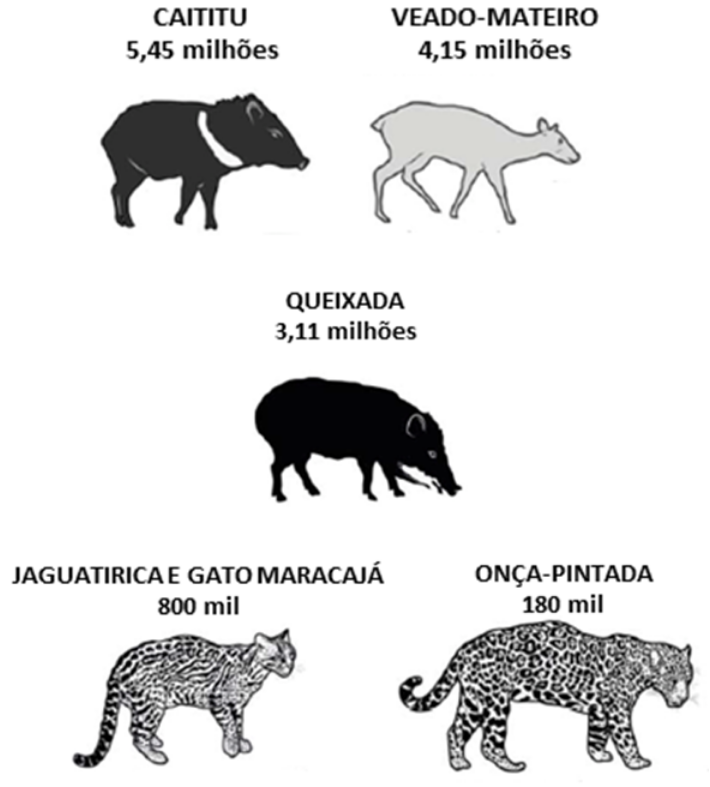 CAITITU
5,45 milhões
VEADO-MATEIRO
4,15 milhões
QUEIXADA
3,11 milhões
JAGUATIRICA E GATO MARACAJÁ
800 mil
ONÇA-PINTADA
180 mil